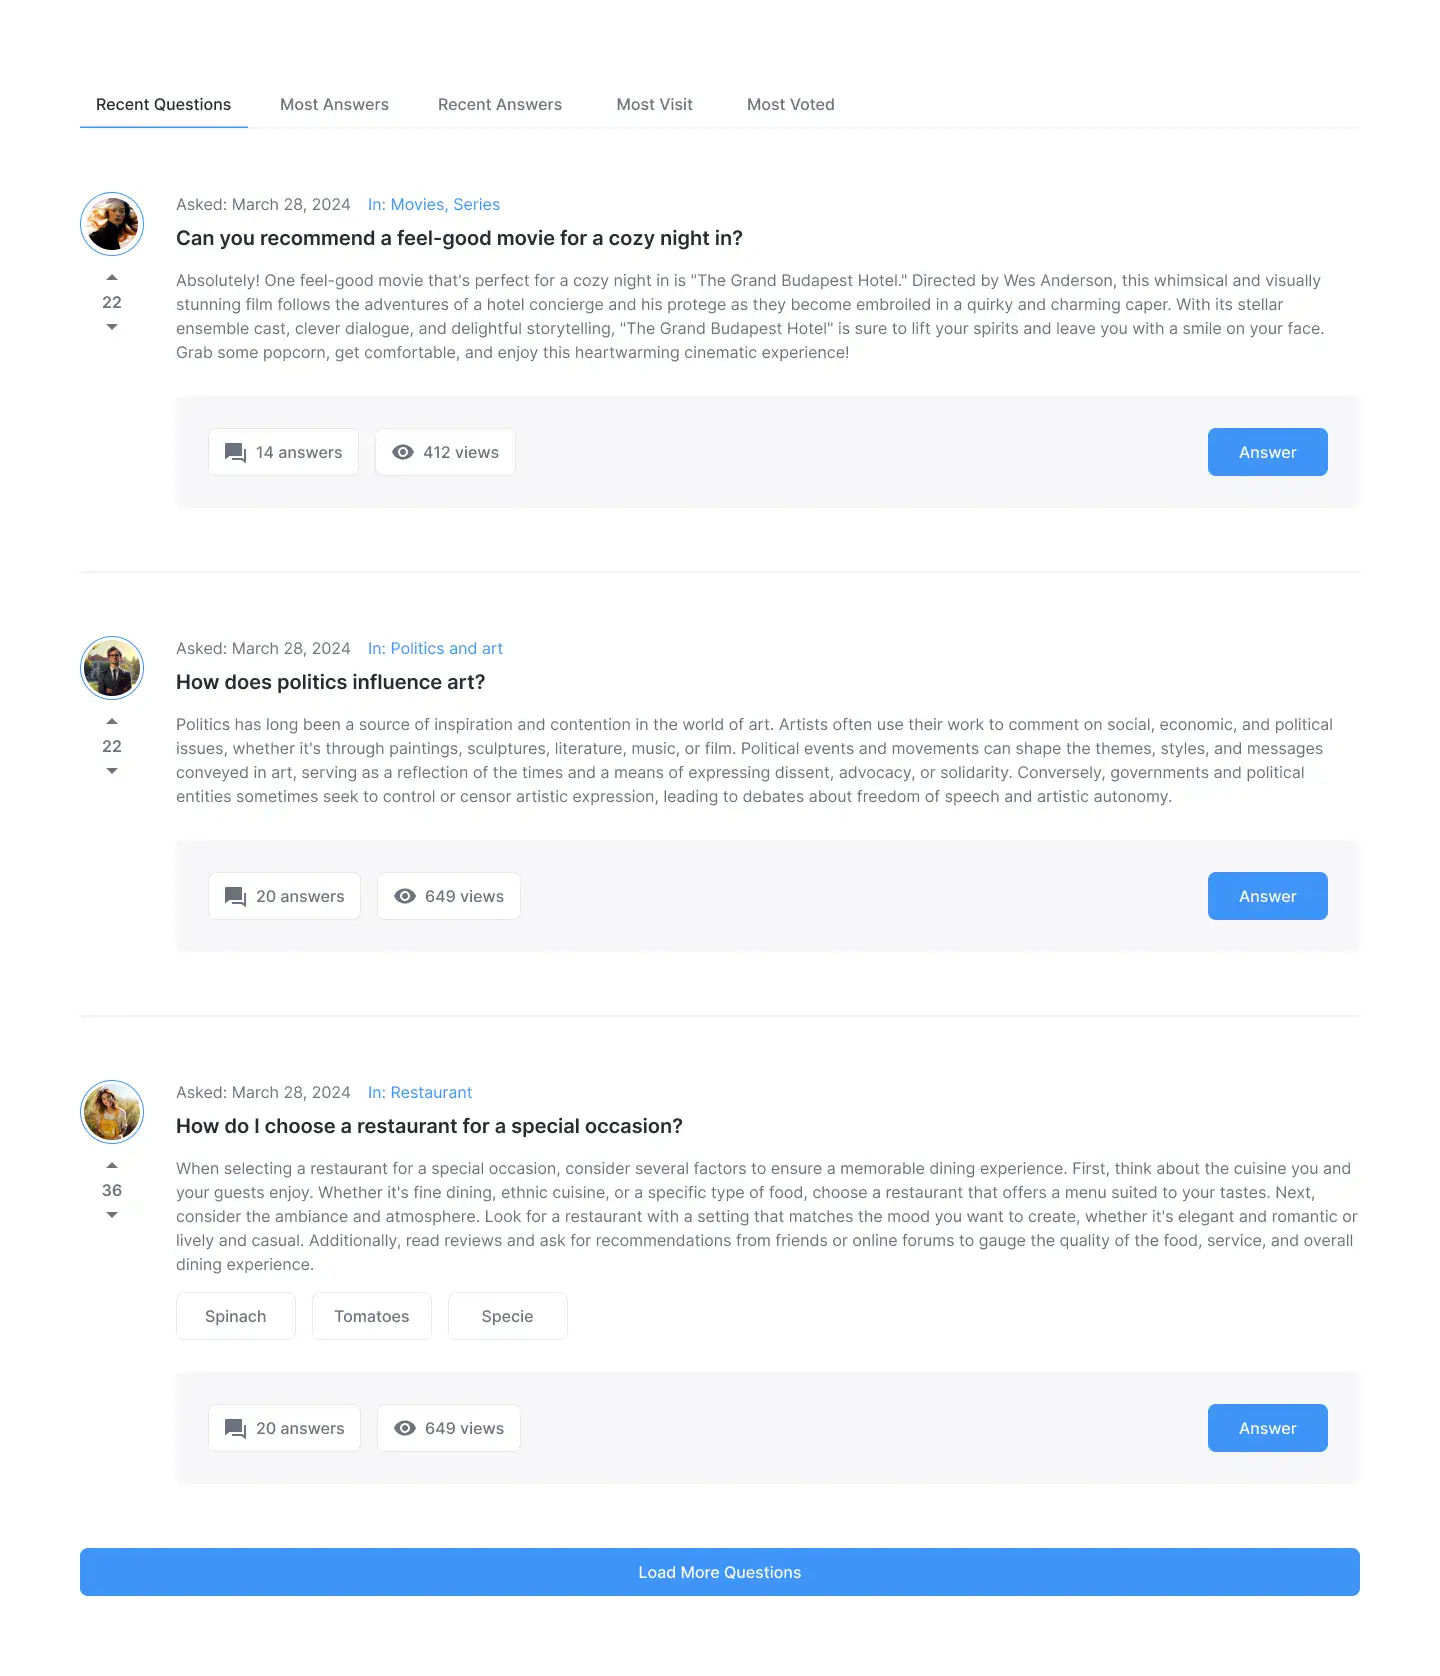 Recent Questions Most Answers Recent Answers Most Visit Most Voted
Asked: March 28, 2024 In: Movies, Series
Can you recommend a feel-good movie for a cozy night in?
22
Absolutely! One feel-good movie that's perfect for a cozy night in is "The Grand Budapest Hotel." Directed by Wes Anderson, this whimsical and visually
stunning film follows the adventures of a hotel concierge and his protege as they become embroiled in a quirky and charming caper. With its stellar
ensemble cast, clever dialogue, and delightful storytelling, "The Grand Budapest Hotel" is sure to lift your spirits and leave you with a smile on your face.
Grab some popcorn, get comfortable, and enjoy this heartwarming cinematic experience!
14 answers 412 views Answer
Asked: March 28, 2024 In: Politics and art
How does politics influence art?
22
Politics has long been a source of inspiration and contention in the world of art. Artists often use their work to comment on social, economic, and political
issues, whether it's through paintings, sculptures, literature, music, or film. Political events and movements can shape the themes, styles, and messages
conveyed in art, serving as a reflection of the times and a means of expressing dissent, advocacy, or solidarity. Conversely, governments and political
entities sometimes seek to control or censor artistic expression, leading to debates about freedom of speech and artistic autonomy.
20 answers 649 views Answer
Asked: March 28, 2024 In: Restaurant
How do I choose a restaurant for a special occasion?
36
When selecting a restaurant for a special occasion, consider several factors to ensure a memorable dining experience. First, think about the cuisine you and
your guests enjoy. Whether it's fine dining, ethnic cuisine, or a specific type of food, choose a restaurant that offers a menu suited to your tastes. Next,
consider the ambiance and atmosphere. Look for a restaurant with a setting that matches the mood you want to create, whether it's elegant and romantic or
lively and casual. Additionally, read reviews and ask for recommendations from friends or online forums to gauge the quality of the food, service, and overall
dining experience.
Spinach Tomatoes Specie
20 answers 649 views Answer
Load More Questions